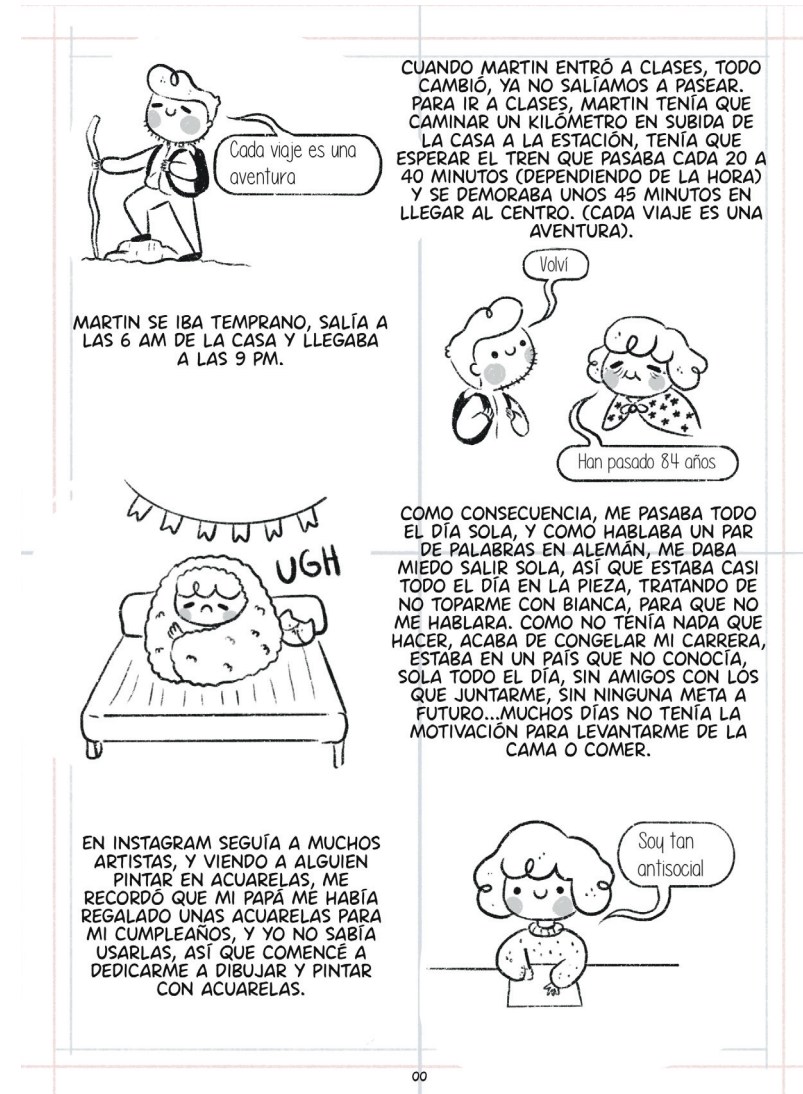 Cada viaje es una
aventura
CUANDO MARTIN ENTRÓ A CLASES, TODO
CAMBIÓ, YA NO SALÍAMOS A PASEAR.
PARA IR A CLASES, MARTIN TENÍA QUE
CAMINAR UN KILÓMETRO EN SUBIDA DE
LA CASA A LA ESTACIÓN, TENÍA QUE
ESPERAR EL TREN QUE PASABA CADA 20 A
40 MINUTOS (DEPENDIENDO DE LA HORA)
Y SE DEMORABA UNOS 45 MINUTOS EN
LLEGAR AL CENTRO. (CADA VIAJE ES UNA
AVENTURA).
MARTIN SE IBA TEMPRANO, SALÍA A
LAS 6 AM DE LA CASA Y LLEGABA
A LAS 9 PM.
Volví
Han pasado 84 años
UGH
COMO CONSECUENCIA, ME PASABA TODO
EL DÍA SOLA, Y COMO HABLABA UN PAR
DE PALABRAS EN ALEMÁN, ME DABA
MIEDO SALIR SOLA, ASÍ QUE ESTABA CASI
TODO EL DÍA EN LA PIEZA, TRATANDO DE
NO TOPARME CON BIANCA, PARA QUE NO
ME HABLARA. COMO NO TENÍA NADA QUE
HACER, ACABA DE CONGELAR MI CARRERA,
ESTABA EN UN PAÍS QUE NO CONOCÍA,
SOLA TODO EL DÍA, SIN AMIGOS CON LOS
QUE JUNTARME, SIN NINGUNA META A
FUTURO...MUCHOS DÍAS NO TENÍA LA
MOTIVACIÓN PARA LEVANTARME DE LA
CAMA O COMER.
EN INSTAGRAM SEGUÍA A MUCHOS
ARTISTAS, Y VIENDO A ALGUIEN
PINTAR EN ACUARELAS, ME
RECORDÓ QUE MI PAPÁ ME HABÍA
REGALADO UNAS ACUARELAS PARA
MI CUMPLEAÑOS, Y YO NO SABÍA
USARLAS, ASÍ QUE COMENCÉ A
DEDICARME A DIBUJAR Y PINTAR
CON ACUARELAS.
Soy tan
antisocial
00